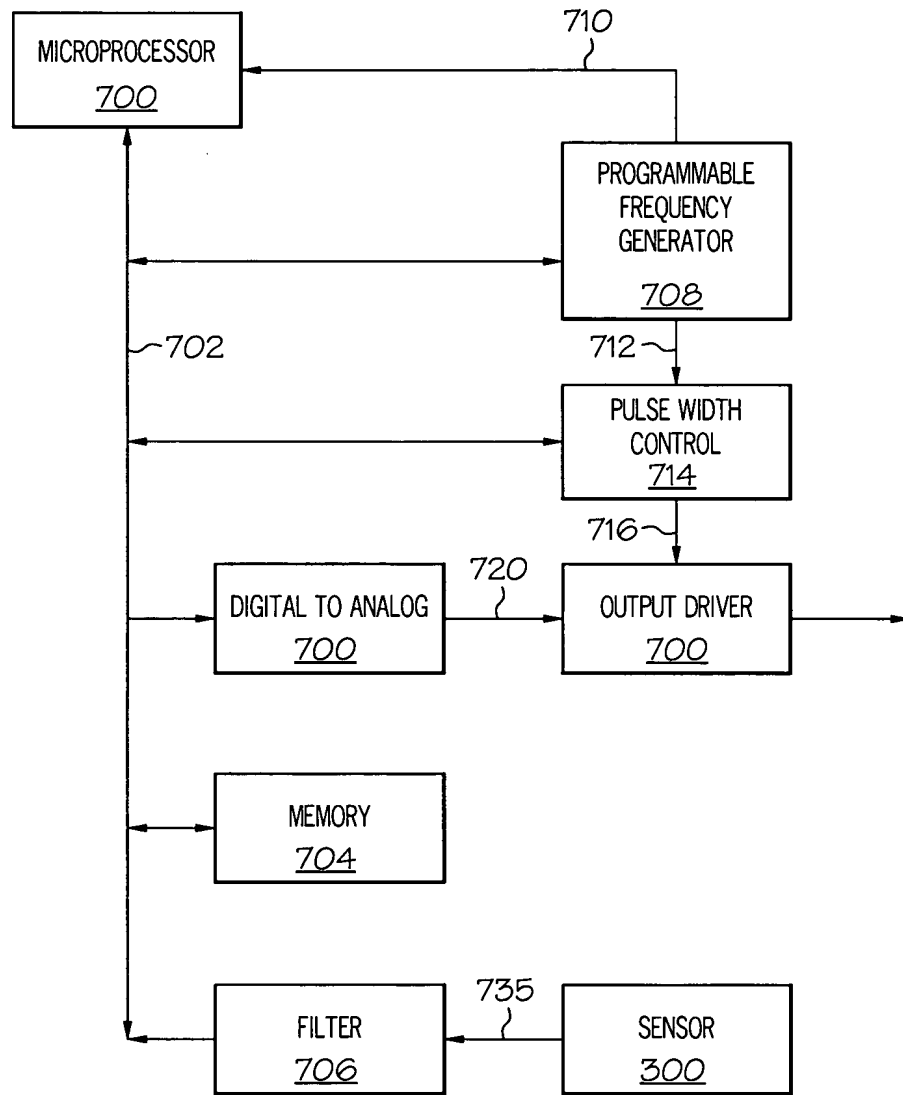 MICROPROCESSOR
700
710
PROGRAMMABLE
FREQUENCY
GENERATOR
708
702
712
PULSE WIDTH
CONTROL
714
716
DIGITAL TO ANALOG
700
720
OUTPUT DRIVER
700
MEMORY
704
FILTER
706
735
SENSOR
300